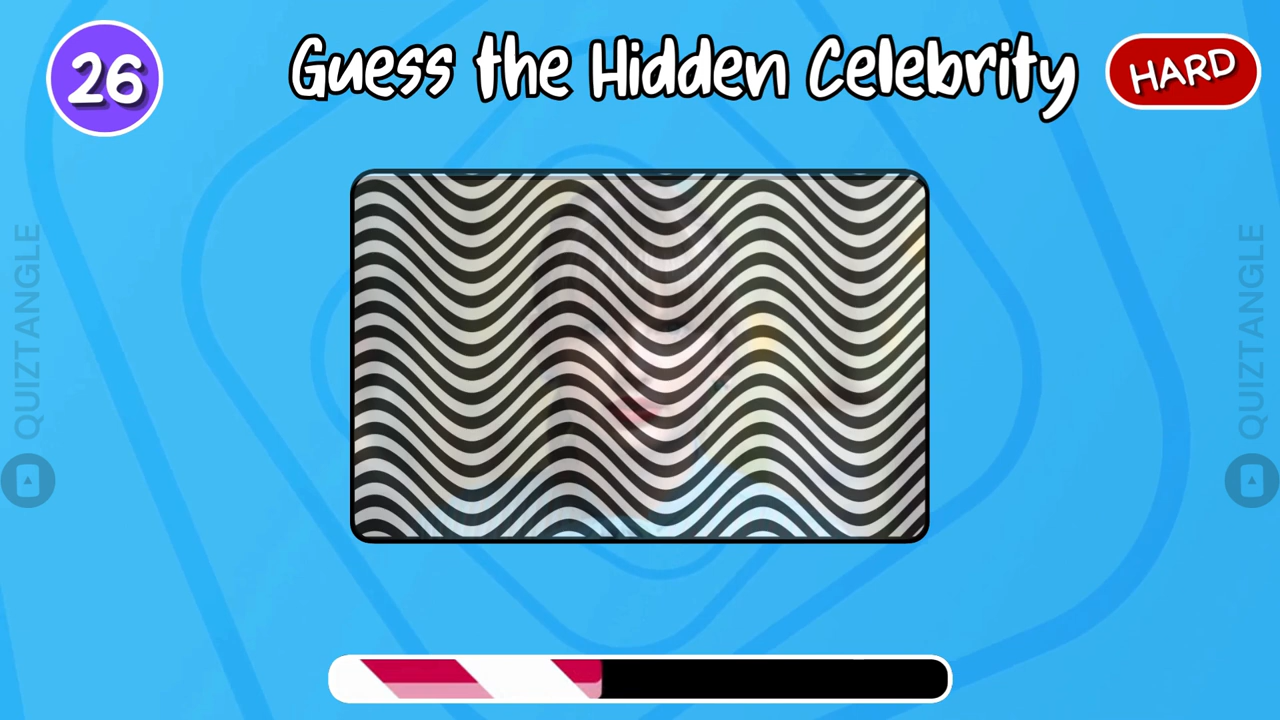 26
Guess the Hidden Celebrity
HARD
QUIZTANGLE
QUIZTANGLE